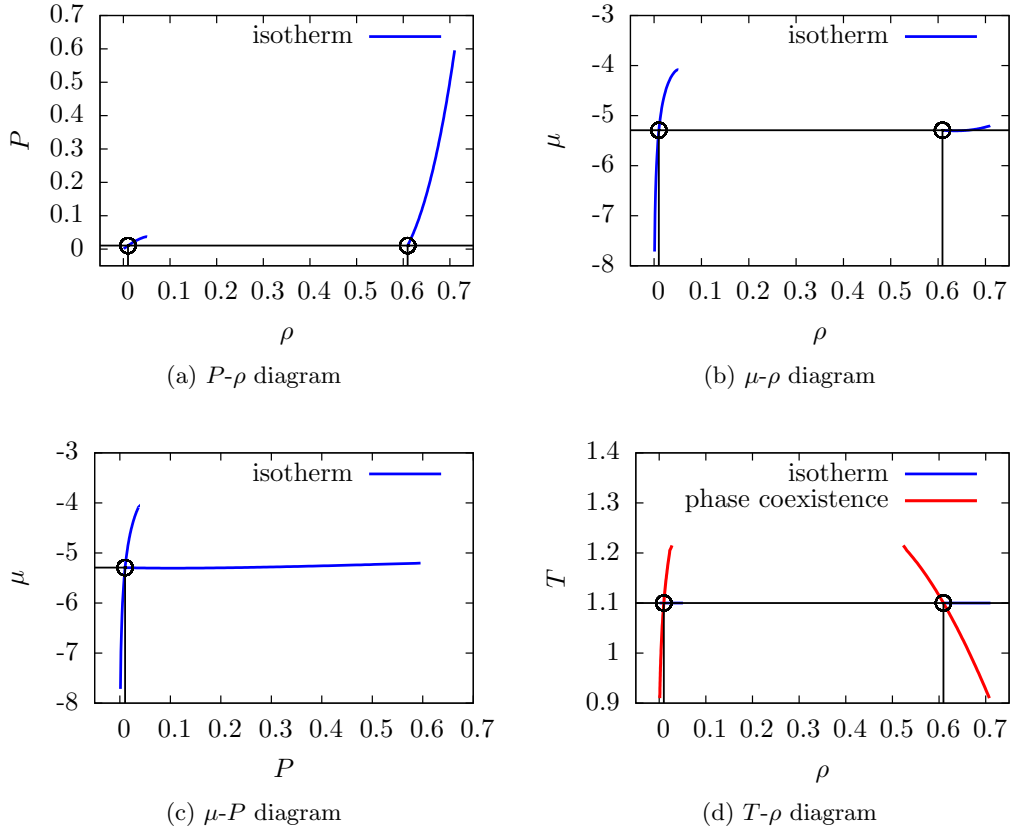 0.7
0.6
0.5
0.4
0.3
0.2
0.1
0
P
isotherm
0 0.1 0.2 0.3 0.4 0.5 0.6 0.7
ρ
(a) P-ρ diagram
-3
-4
-5
-6
-7
-8
μ
isotherm
0 0.1 0.2 0.3 0.4 0.5 0.6 0.7
ρ
(b) μ-ρ diagram
-3
-4
-5
-6
-7
-8
μ
isotherm
0 0.1 0.2 0.3 0.4 0.5 0.6 0.7
P
(c) μ-P diagram
1.4
1.3
1.2
1.1
1
0.9
T
isotherm
phase coexistence
0 0.1 0.2 0.3 0.4 0.5 0.6 0.7
ρ
(d) T-ρ diagram